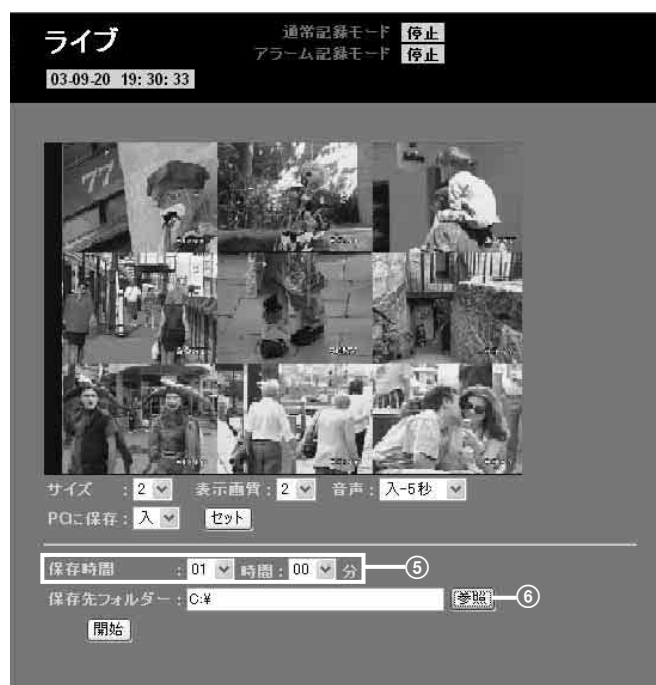 ライブ
通常記録モード 停止
アラーム記録モード 停止
03-09-20 19:30:33
77
サイズ : 2 表示画質 : 2 音声 : 入-5秒
PCに保存 : 入 セット
保存時間 : 01 時間 : 00 分 ⑤
保存先フォルダー : C:¥ 参照 ⑥
開始